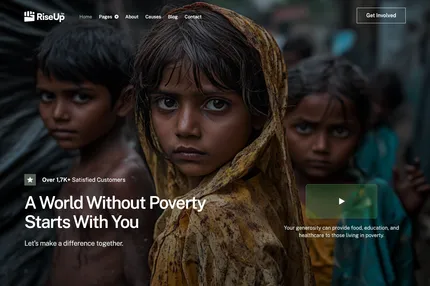 RiseUp
Home Pages About Causes Blog Contact
Get Involved
Over 1,7K+ Satisfied Customers
A World Without Poverty
Starts With You
Let's make a difference together.
Your generosity can provide food, education, and
healthcare to those living in poverty.